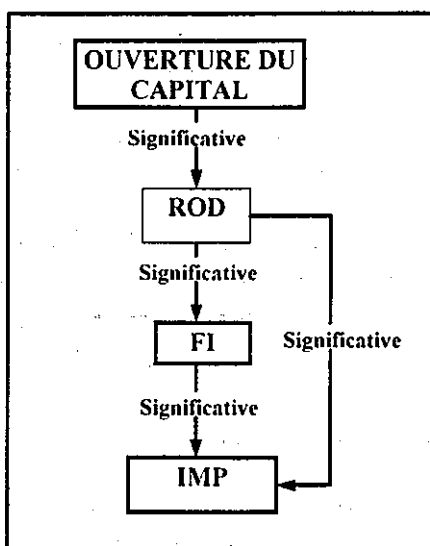 OUVERTURE DU
CAPITAL
Significative
ROD
Significative
FI
Significative
Significative
IMP